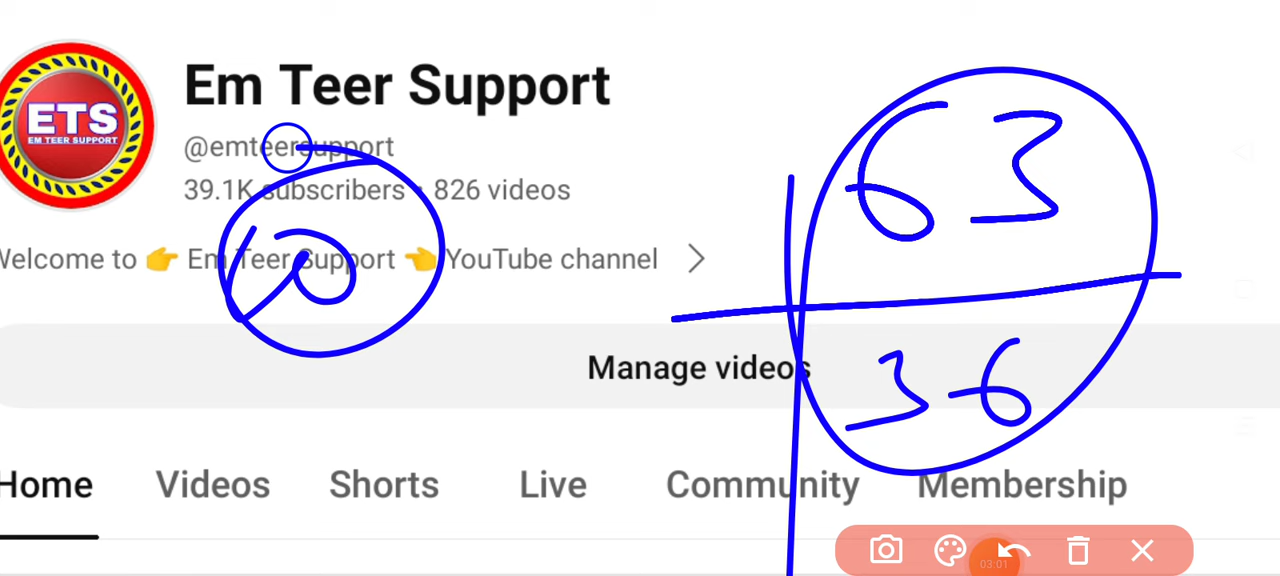 ETS
EM TEER SUPPORT
Em Teer Support
@emteersupport
39.1K subscribers • 826 videos
Welcome to 👉 Em Teer Support 👈 YouTube channel
63
36
Manage videos
Home Videos Shorts Live Community Membership
03:01